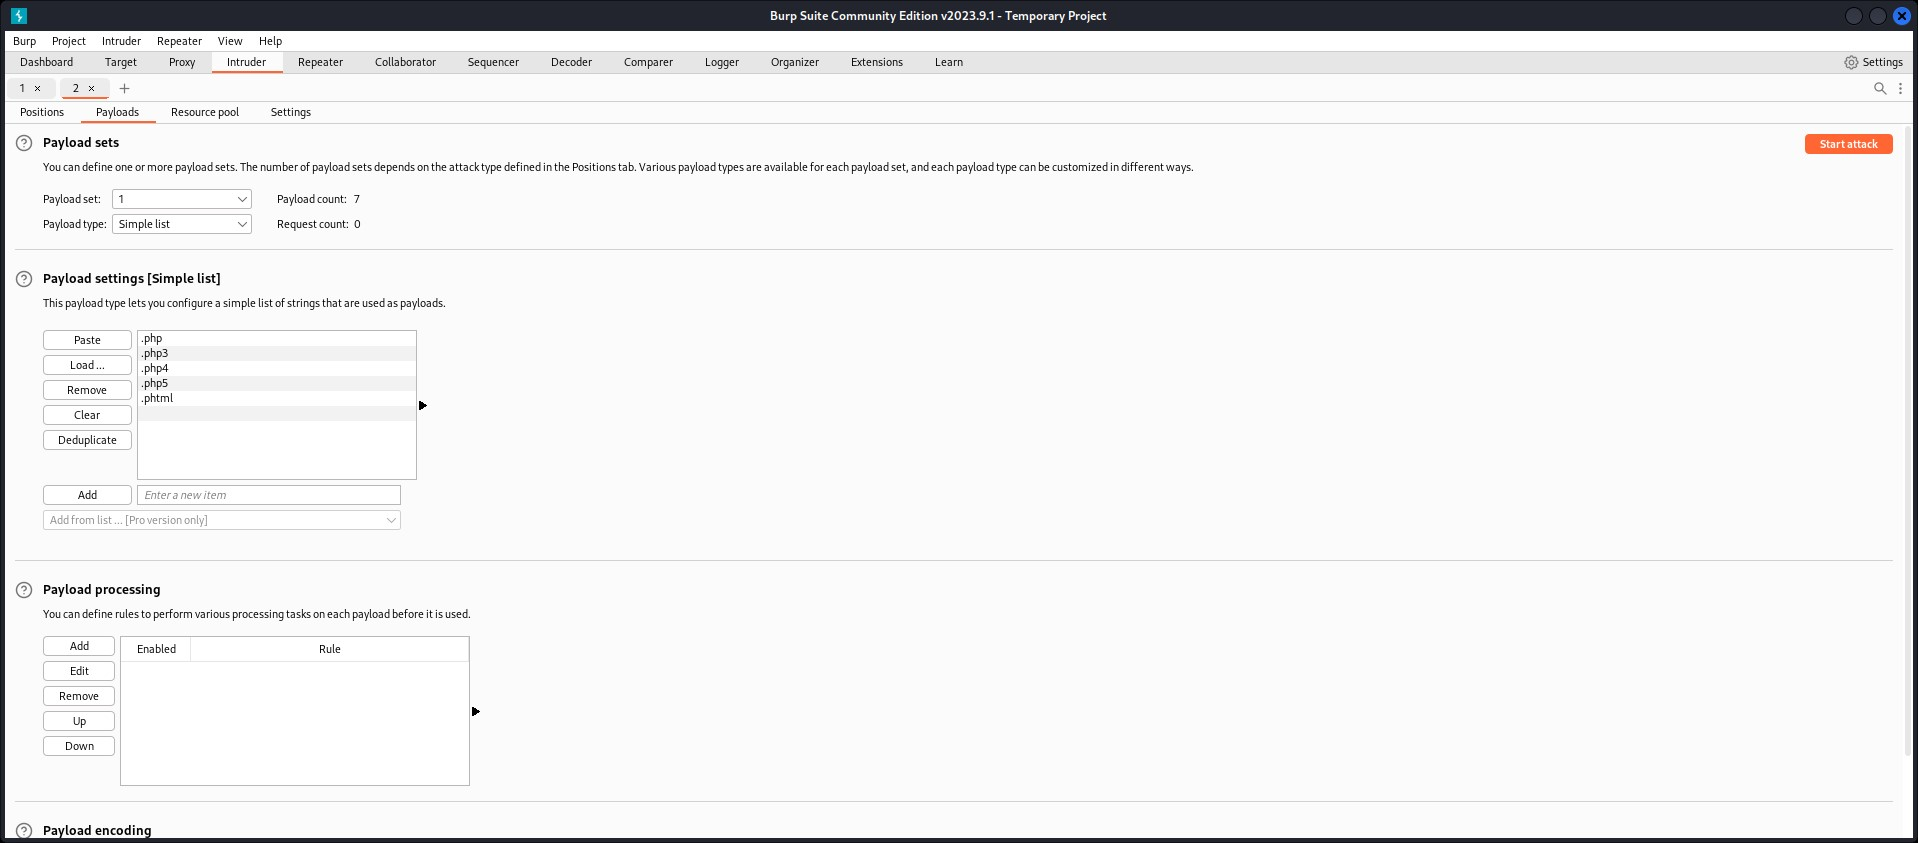 Burp Suite Community Edition v2023.9.1 - Temporary Project
Burp Project Intruder Repeater View Help
Dashboard Target Proxy Intruder Repeater Collaborator Sequencer Decoder Comparer Logger Organizer Extensions Learn Settings
1 × 2 × +
Positions Payloads Resource pool Settings
? Payload sets
Start attack
You can define one or more payload sets. The number of payload sets depends on the attack type defined in the Positions tab. Various payload types are available for each payload set, and each payload type can be customized in different ways.
Payload set: 1 Payload count: 7
Payload type: Simple list Request count: 0
? Payload settings [Simple list]
This payload type lets you configure a simple list of strings that are used as payloads.
Paste
Load ...
Remove
Clear
Deduplicate
.php
.php3
.php4
.php5
.phtml
Add Enter a new item
Add from list ... [Pro version only]
? Payload processing
You can define rules to perform various processing tasks on each payload before it is used.
Add
Edit
Remove
Up
Down
Enabled Rule
? Payload encoding